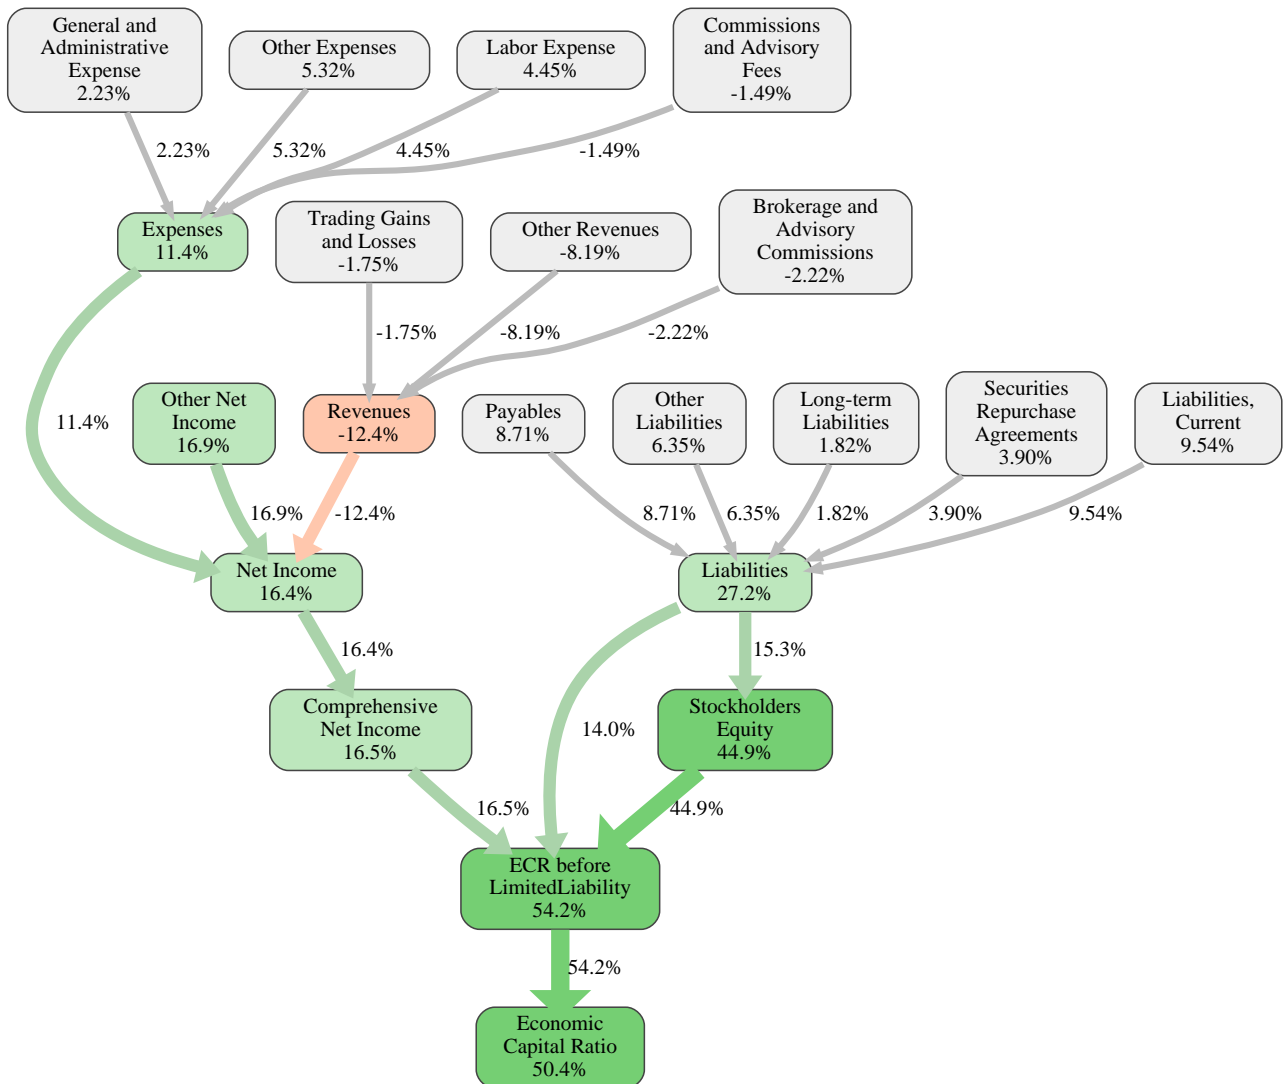 General and
Administrative
Expense
2.23%
Other Expenses
5.32%
Labor Expense
4.45%
Commissions
and Advisory
Fees
-1.49%
2.23%
5.32%
4.45%
-1.49%
Expenses
11.4%
Trading Gains
and Losses
-1.75%
Other Revenues
-8.19%
Brokerage and
Advisory
Commissions
-2.22%
-1.75%
-8.19%
-2.22%
11.4%
Other Net
Income
16.9%
Revenues
-12.4%
Payables
8.71%
Other
Liabilities
6.35%
Long-term
Liabilities
1.82%
Securities
Repurchase
Agreements
3.90%
Liabilities,
Current
9.54%
16.9%
-12.4%
8.71%
6.35%
1.82%
3.90%
9.54%
Net Income
16.4%
Liabilities
27.2%
16.4%
15.3%
Comprehensive
Net Income
16.5%
14.0%
Stockholders
Equity
44.9%
16.5%
44.9%
ECR before
LimitedLiability
54.2%
54.2%
Economic
Capital Ratio
50.4%